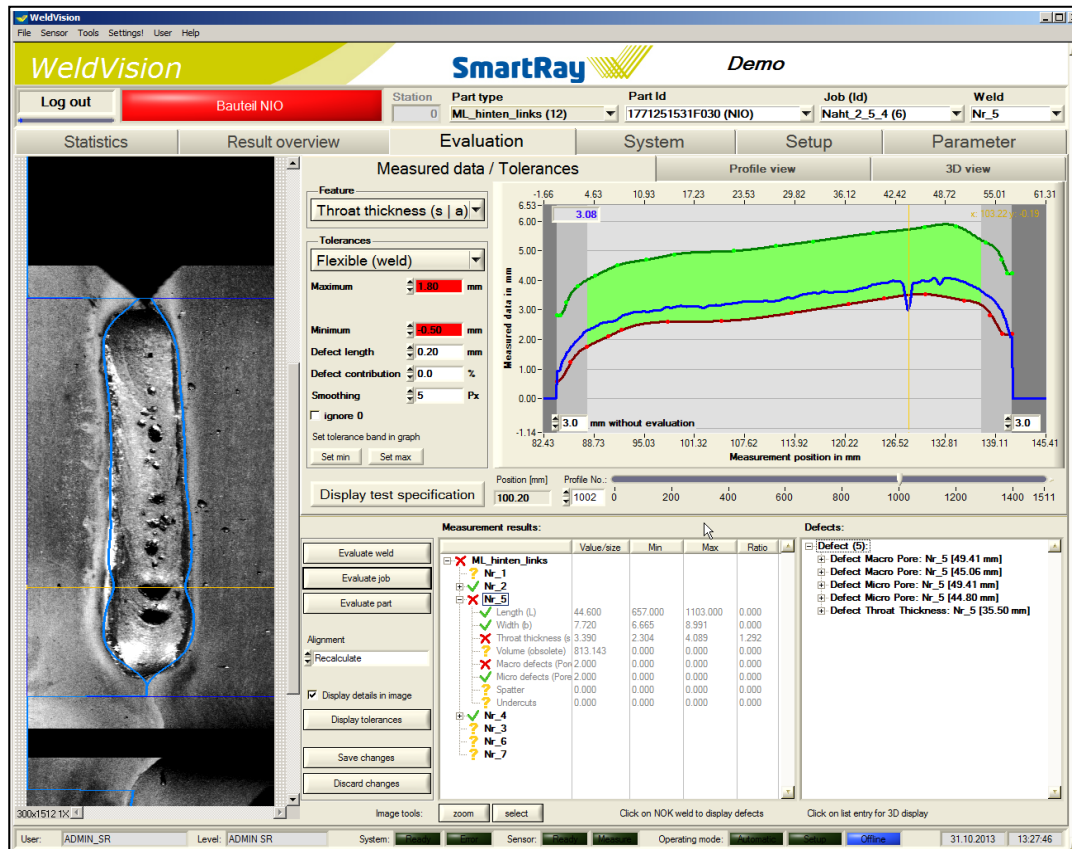 WeldVision
File Sensor Tools Settings! User Help
WeldVision SmartRay Demo
Log out Bauteil NIO Station 0 Part type ML_hinten_links (12) Part Id 1771251531F030 (NIO) Job (Id) Naht_2_5_4 (6) Weld Nr_5
Statistics Result overview Evaluation System Setup Parameter
Measured data / Tolerances Profile view 3D view
Feature
Throat thickness (s | a)
Tolerances
Flexible (weld)
Maximum 1.80 mm
Minimum -0.50 mm
Defect length 0.20 mm
Defect contribution 0.0 %
Smoothing 5 Px
ignore 0
Set tolerance band in graph
Set min Set max
Display test specification
-1.66 4.63 10.93 17.23 23.53 29.82 36.12 42.42 48.72 55.01 61.31
3.08 x: 103.22 y: -0.19
6.53
6.00
5.00
4.00
3.00
2.00
1.00
0.00
-1.14
Measured data in mm
3.0 mm without evaluation 3.0
82.43 88.73 95.03 101.32 107.62 113.92 120.22 126.52 132.81 139.11 145.41
Measurement position in mm
Position [mm] Profile No.:
100.20 1002 0 200 400 600 800 1000 1200 1400 1511
Measurement results: Defects:
Evaluate weld
Evaluate job
Evaluate part
Alignment
Recalculate
Display details in image
Display tolerances
Save changes
Discard changes
Value/size Min Max Ratio
ML_hinten_links
Nr_1
Nr_2
Nr_5
Length (L) 44.600 657.000 1103.000 0.000
Width (b) 7.720 6.665 8.991 0.000
Throat thickness (s 3.390 2.304 4.089 1.292
Volume (obsolete) 813.143 0.000 0.000 0.000
Macro defects (Por 2.000 0.000 0.000 0.000
Micro defects (Pore 2.000 0.000 0.000 0.000
Spatter 0.000 0.000 0.000 0.000
Undercuts 0.000 0.000 0.000 0.000
Nr_4
Nr_3
Nr_6
Nr_7
Defect (5):
Defect Macro Pore: Nr_5 [49.41 mm]
Defect Macro Pore: Nr_5 [45.06 mm]
Defect Micro Pore: Nr_5 [49.41 mm]
Defect Micro Pore: Nr_5 [44.80 mm]
Defect Throat Thickness: Nr_5 [35.50 mm]
300x1512 1X Image tools: zoom select Click on NOK weld to display defects Click on list entry for 3D display
User: ADMIN_SR Level: ADMIN SR System: Ready Error Sensor: Ready Measure Operating mode: Automatic Setup Offline 31.10.2013 13:27:46